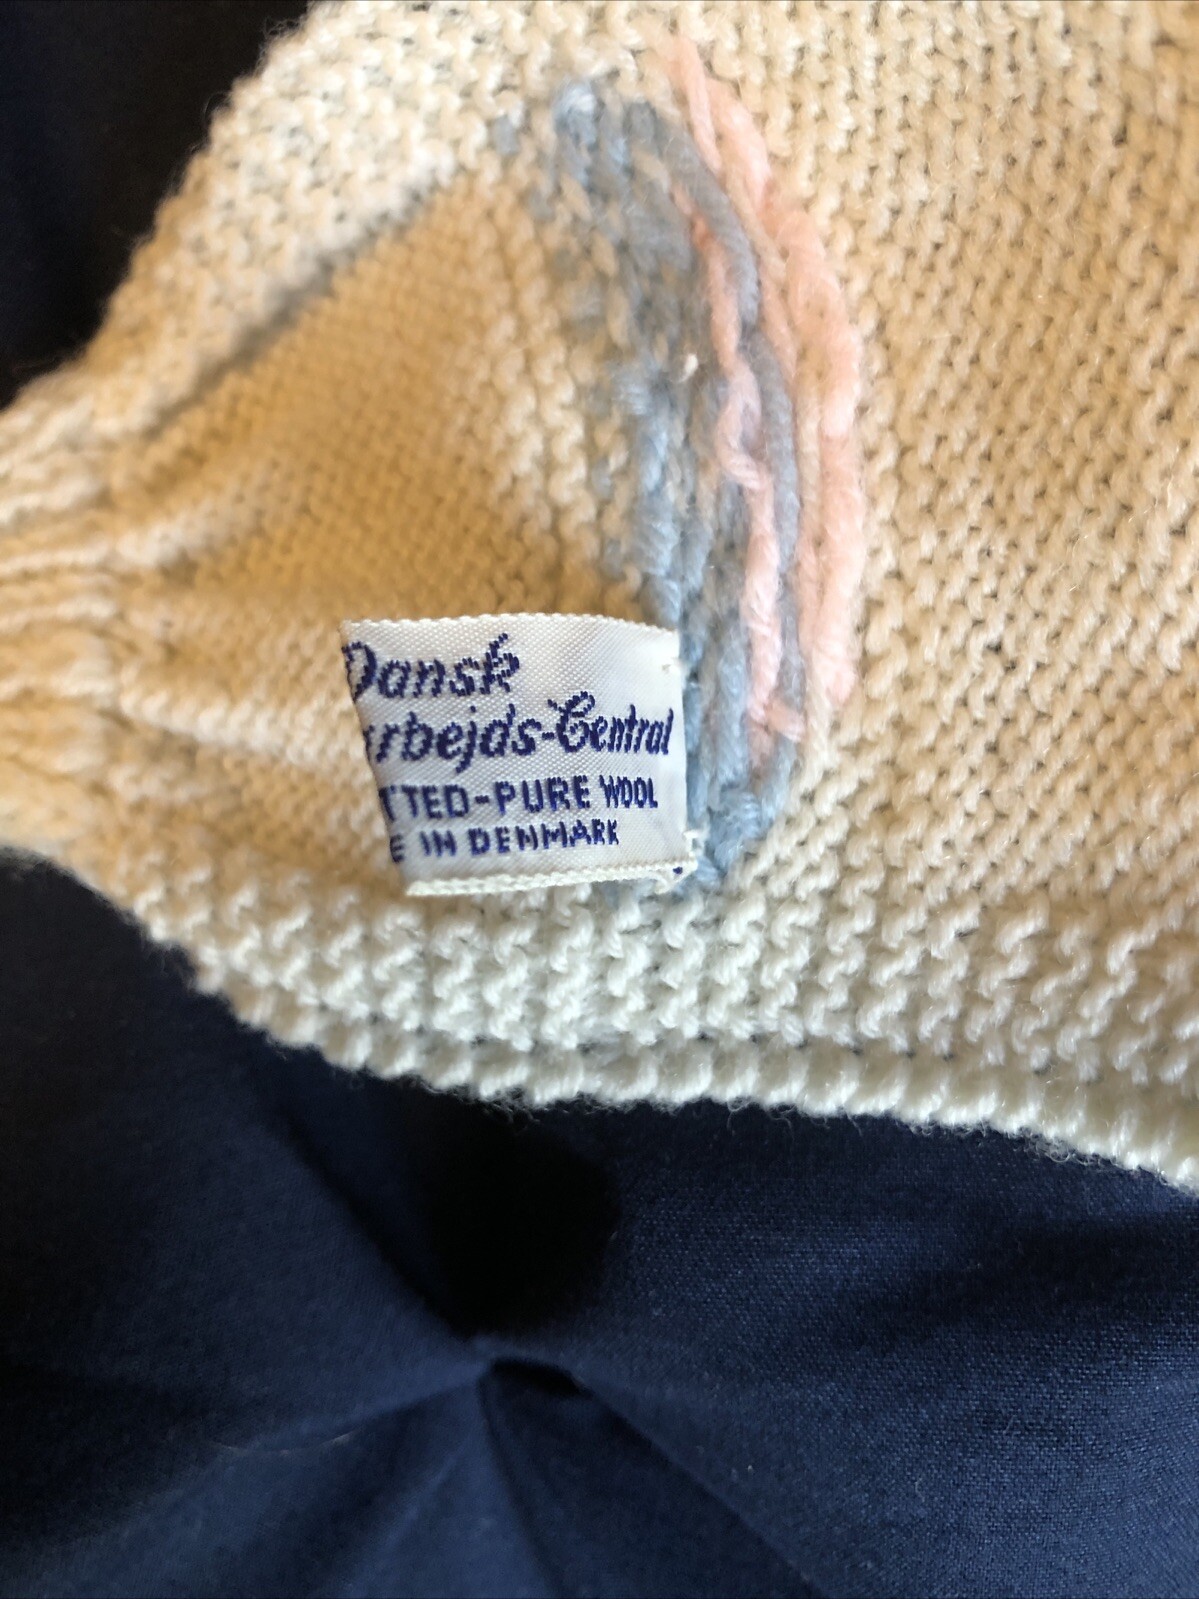 Dansk
arbejds-Central
TTED-PURE WOOL
E IN DENMARK